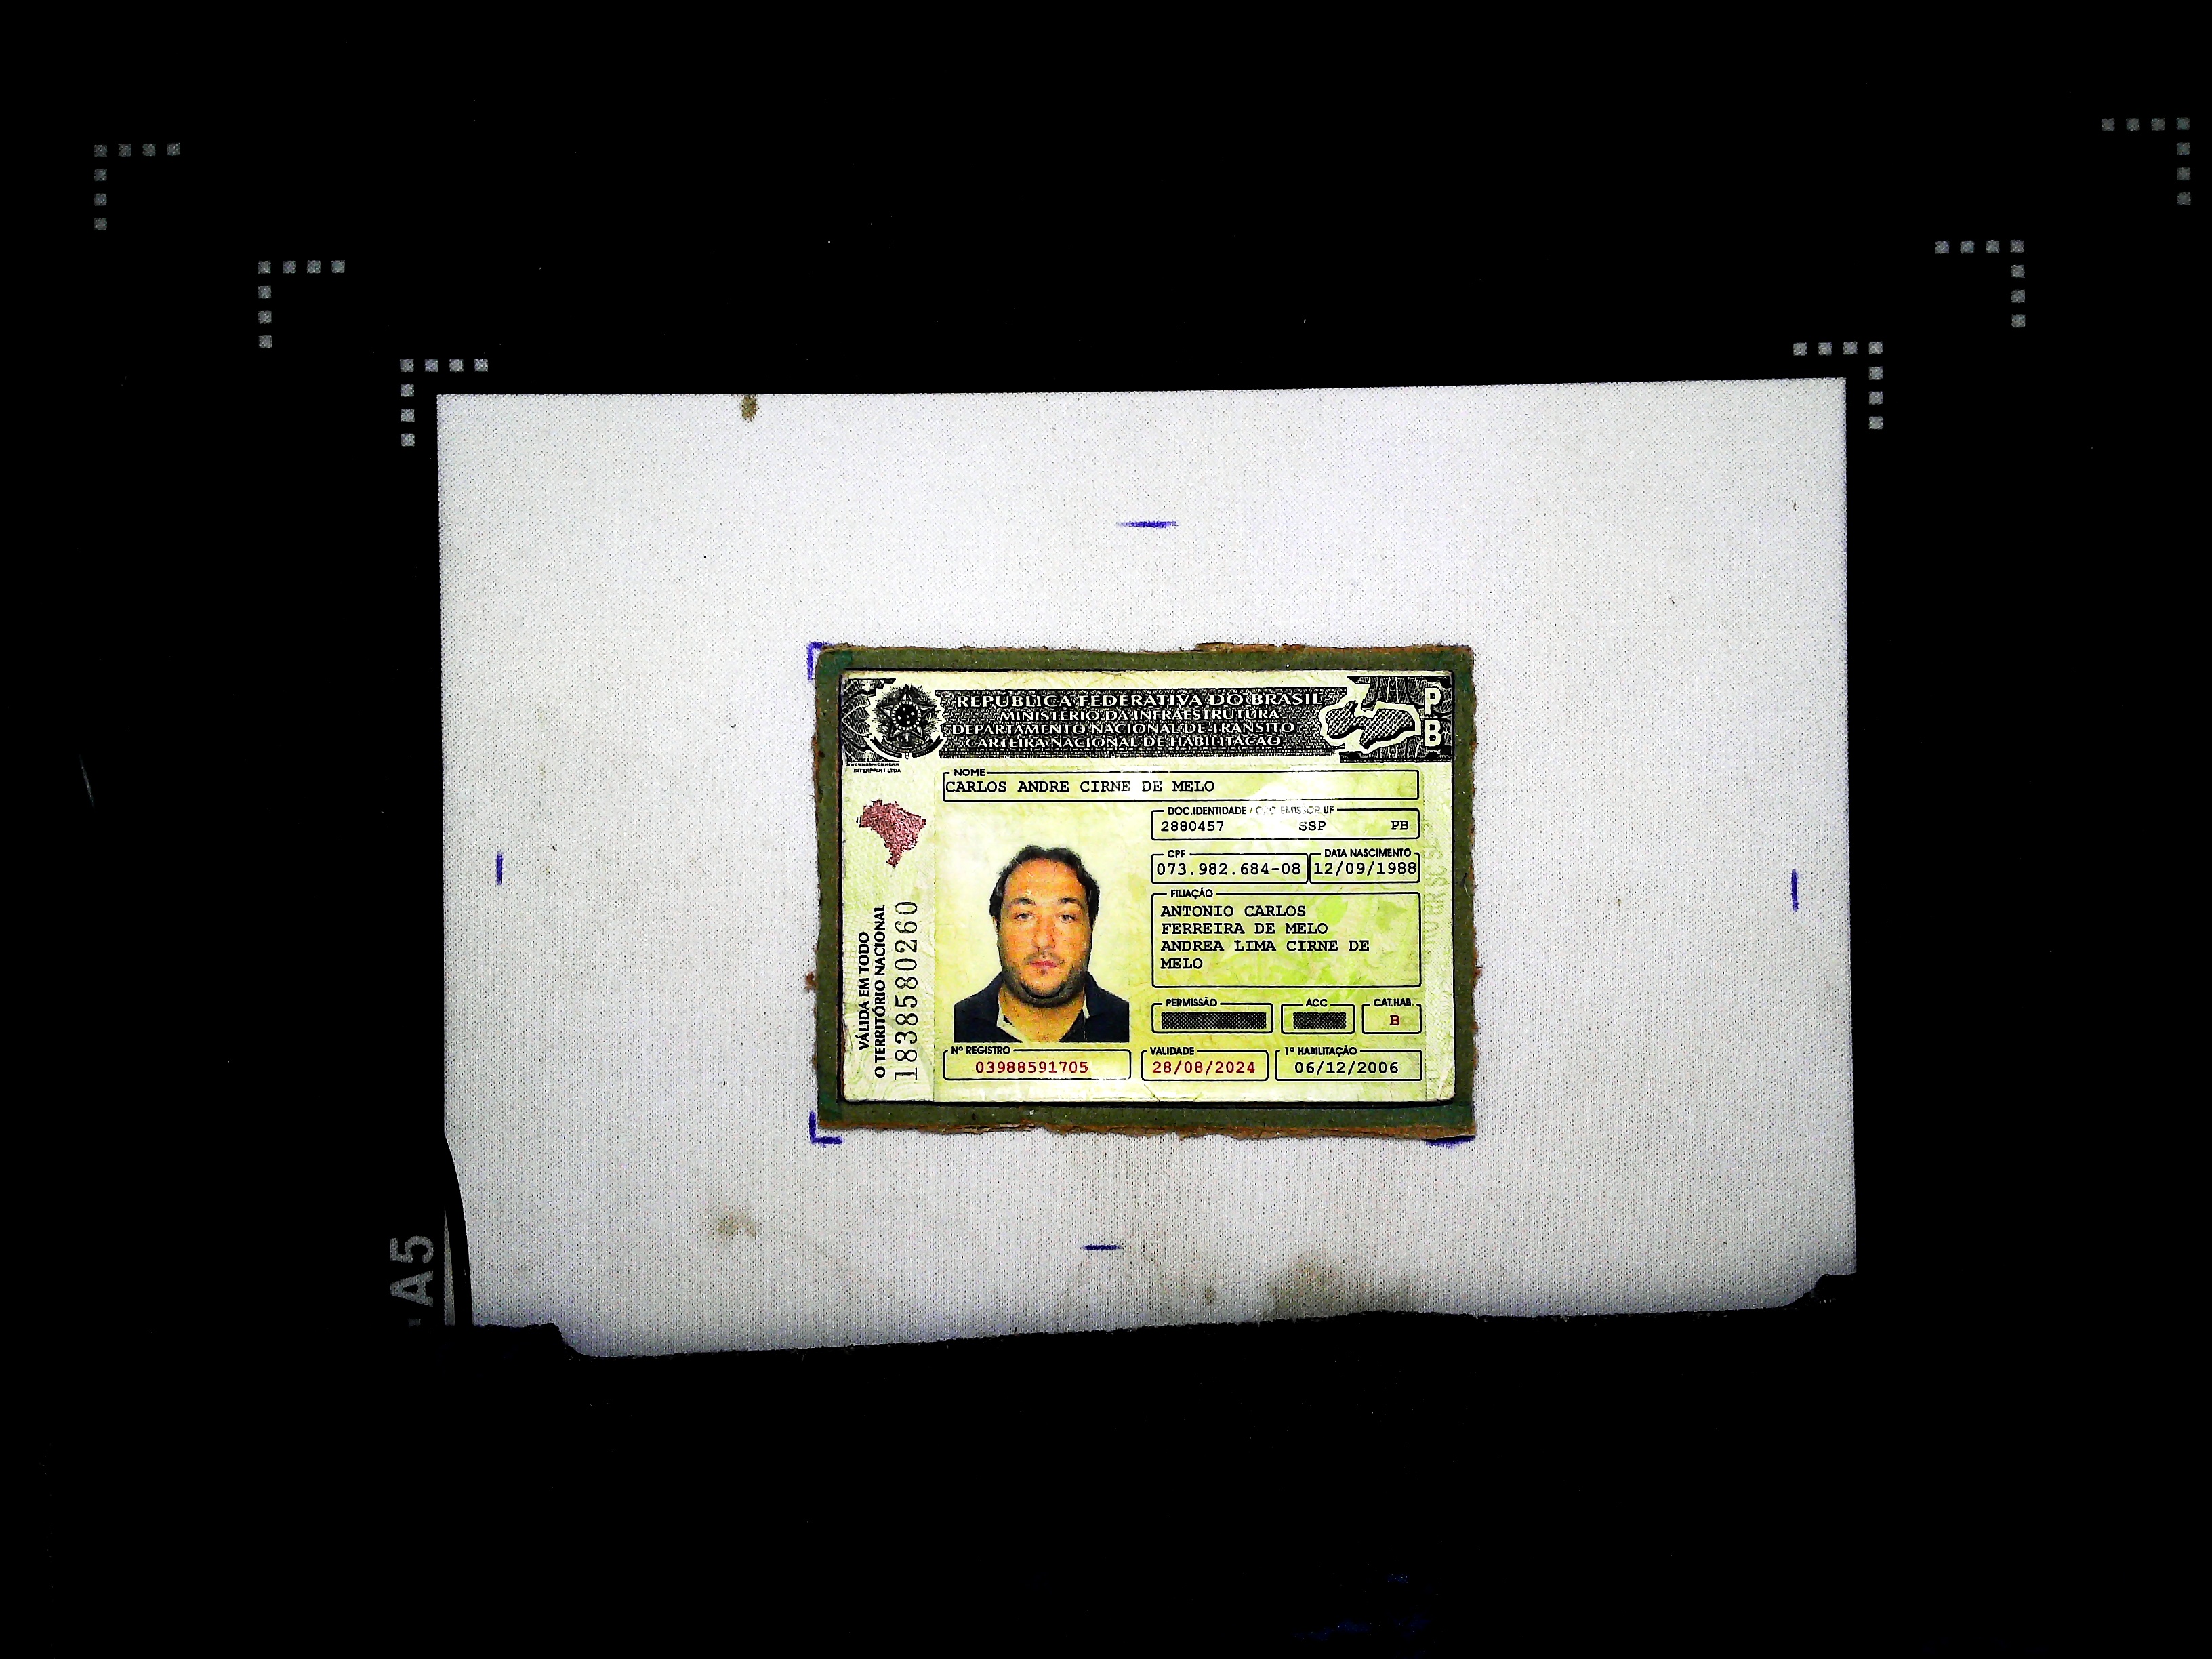 REPÚBLICA FEDERATIVA DO BRASIL
MINISTÉRIO DA INFRAESTRUTURA
DEPARTAMENTO NACIONAL DE TRÂNSITO
CARTEIRA NACIONAL DE HABILITAÇÃO
PB
INTERPRINT LTDA
NOME
CARLOS ANDRE CIRNE DE MELO
DOC.IDENTIDADE / ORG EMISSOR UF
2880457 SSP PB
CPF DATA NASCIMENTO
073.982.684-08 12/09/1988
FILIAÇÃO
ANTONIO CARLOS
FERREIRA DE MELO
ANDREA LIMA CIRNE DE
MELO
PERMISSÃO ACC CAT.HAB.
B
Nº REGISTRO VALIDADE 1ª HABILITAÇÃO
03988591705 28/08/2024 06/12/2006
VÁLIDA EM TODO
O TERRITÓRIO NACIONAL
1838580260
A5